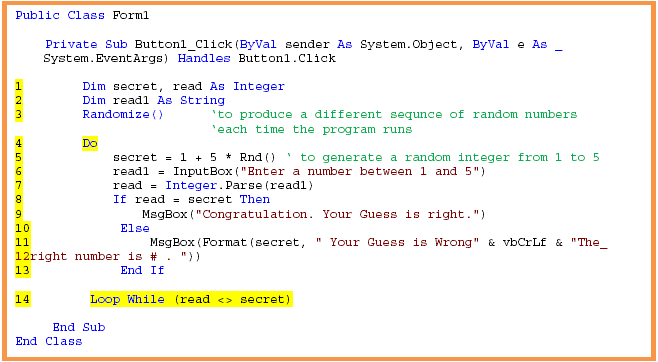 Public Class Form1
Private Sub Button1_Click(ByVal sender As System.Object, ByVal e As _
System.EventArgs) Handles Button1.Click
1 Dim secret, read As Integer
2 Dim read1 As String
3 Randomize() ‘to produce a different sequnce of random numbers
‘each time the program runs
4 Do
5 secret = 1 + 5 * Rnd() ‘ to generate a random integer from 1 to 5
6 read1 = InputBox("Enter a number between 1 and 5")
7 read = Integer.Parse(read1)
8 If read = secret Then
9 MsgBox("Congratulation. Your Guess is right.")
10 Else
11 MsgBox(Format(secret, " Your Guess is Wrong" & vbCrLf & "The_
12right number is # . "))
13 End If
14 Loop While (read <> secret)
End Sub
End Class